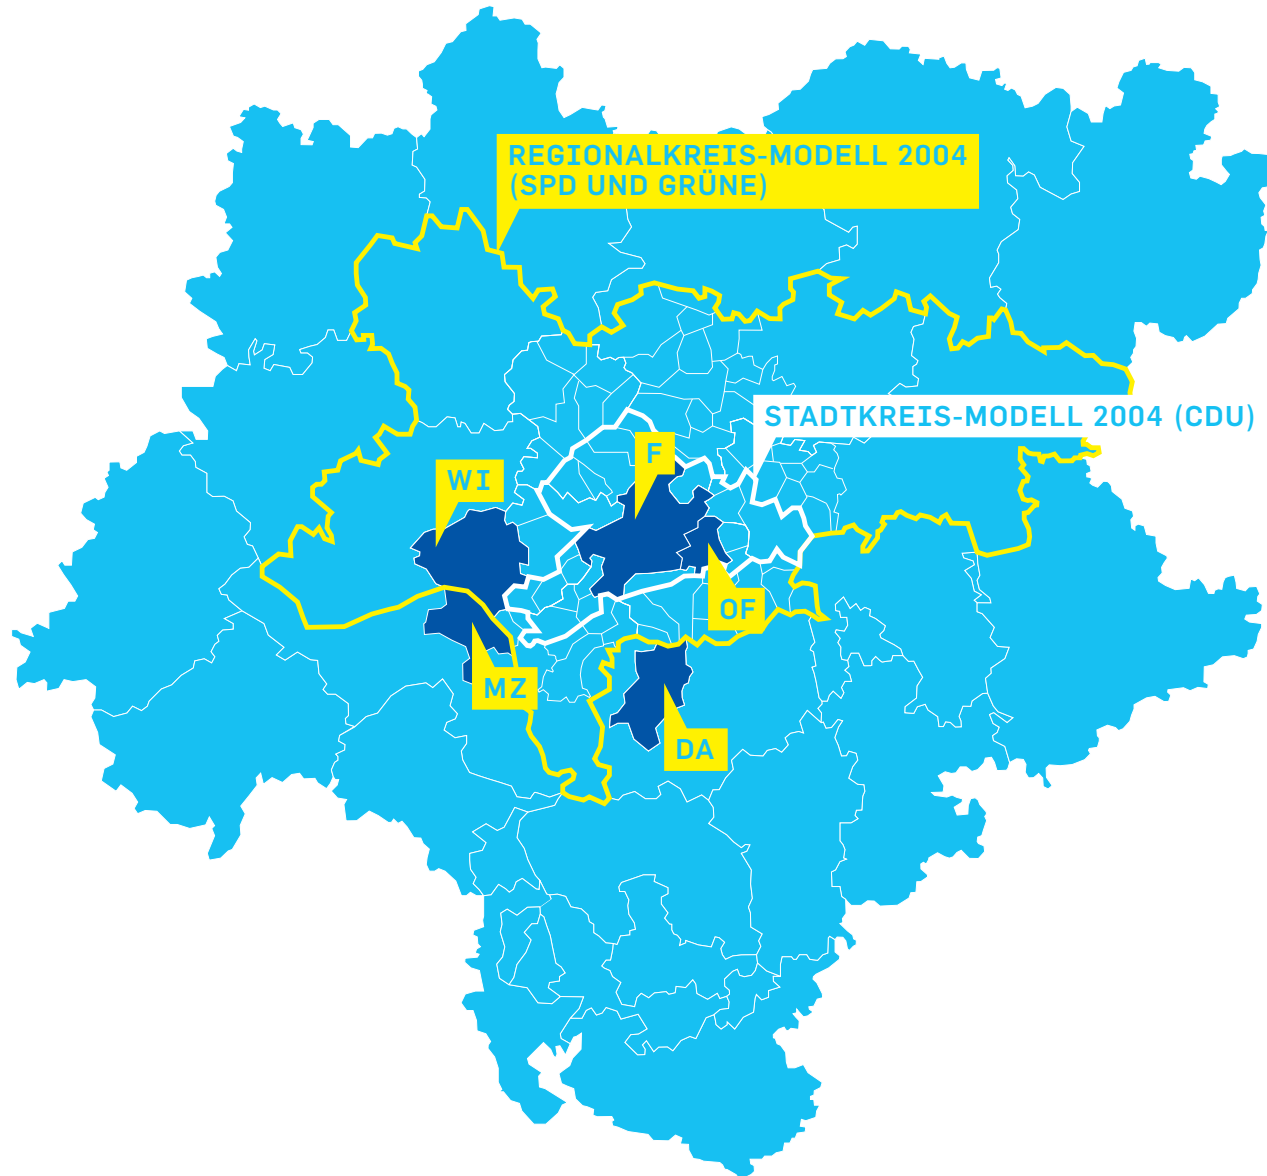 REGIONALKREIS-MODELL 2004
(SPD UND GRÜNE)
STADTKREIS-MODELL 2004 (CDU)
F
WI
OF
MZ
DA